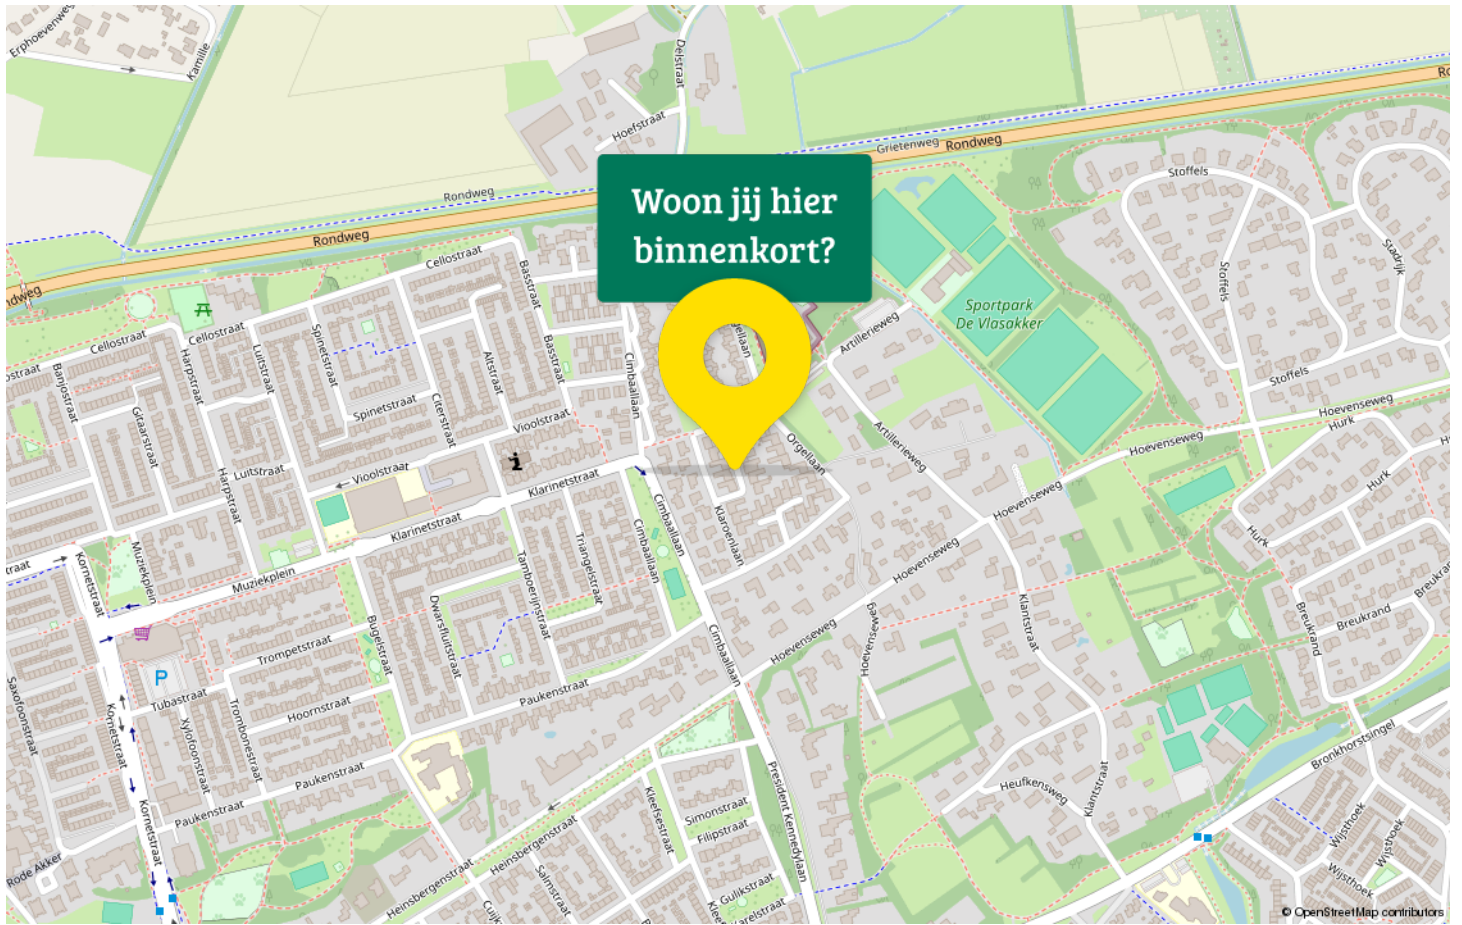 Erphoevenweg
Kamille
Delstraat
Hoefstraat
Grietenweg
Rondweg
Rondweg
Rondweg
Stoffels
Woon jij hier
binnenkort?
Cellostraat
Basstraat
Stoffels
Stadrijk
Sportpark
De Vlasakker
Cellostraat
Cellostraat
Luitstraat
Spinetstraat
Harpstraat
Banjostraat
Altstraat
Basstraat
Cimbaallaan
Artillerieweg
Stoffels
Spinetstraat
Citerstraat
Vioolstraat
Gitaarstraat
Hoevenseweg
Hurk
Artillerieweg
Orgellaan
Hoevenseweg
Luitstraat
Harpstraat
Vioolstraat
Klarinetstraat
Hurk
Hoevenseweg
Klarinetstraat
Cimbaallaan
Klaroenlaan
Cimbaallaan
Hurk
Kornetstraat
Muziekplein
Muziekplein
Tamboerijnstraat
Triangelstraat
Hoevenseweg
Dwarsfluitstraat
Bugelstraat
Klantstraat
Hoevenseweg
Hoevenseweg
Breukrand
Breukrand
Trompetstraat
Cimbaallaan
P
Saxofoonstraat
Tubastraat
Hoornstraat
Paukenstraat
Kornetstraat
Xylofoonstraat
Trombonestraat
Bronkhorstsingel
Paukenstraat
Heufkensweg
Klantstraat
President Kennedylaan
Kleefsestraat
Simonstraat
Filipstraat
Paukenstraat
Kornetstraat
Heinsbergenstraat
Wijsthoek
Wijsthoek
Wijsthoek
Rode Akker
Heinsbergenstraat
Salmstraat
Gulikstraat
© OpenStreetMap contributors